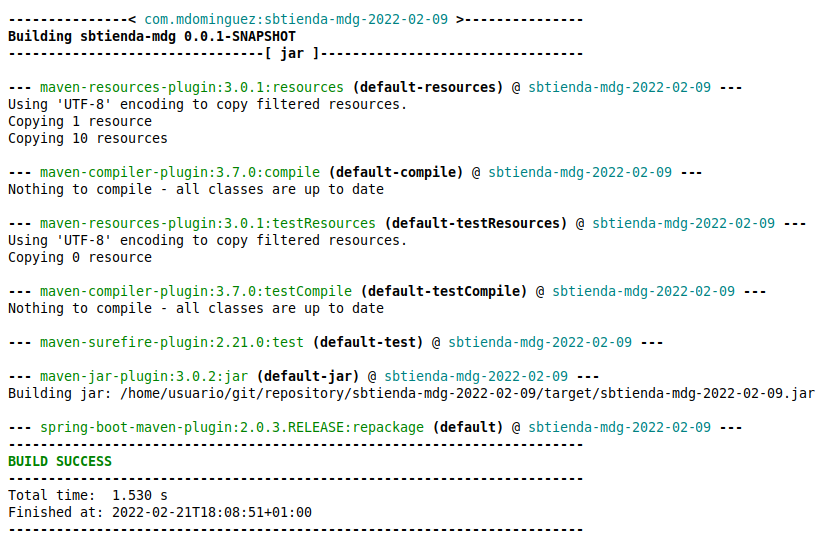 ---------------< com.mdominguez:sbtienda-mdg-2022-02-09 >---------------
Building sbtienda-mdg 0.0.1-SNAPSHOT
--------------------------------[ jar ]---------------------------------
--- maven-resources-plugin:3.0.1:resources (default-resources) @ sbtienda-mdg-2022-02-09 ---
Using 'UTF-8' encoding to copy filtered resources.
Copying 1 resource
Copying 10 resources
--- maven-compiler-plugin:3.7.0:compile (default-compile) @ sbtienda-mdg-2022-02-09 ---
Nothing to compile - all classes are up to date
--- maven-resources-plugin:3.0.1:testResources (default-testResources) @ sbtienda-mdg-2022-02-09 ---
Using 'UTF-8' encoding to copy filtered resources.
Copying 0 resource
--- maven-compiler-plugin:3.7.0:testCompile (default-testCompile) @ sbtienda-mdg-2022-02-09 ---
Nothing to compile - all classes are up to date
--- maven-surefire-plugin:2.21.0:test (default-test) @ sbtienda-mdg-2022-02-09 ---
--- maven-jar-plugin:3.0.2:jar (default-jar) @ sbtienda-mdg-2022-02-09 ---
Building jar: /home/usuario/git/repository/sbtienda-mdg-2022-02-09/target/sbtienda-mdg-2022-02-09.jar
--- spring-boot-maven-plugin:2.0.3.RELEASE:repackage (default) @ sbtienda-mdg-2022-02-09 ---
------------------------------------------------------------------------
BUILD SUCCESS
------------------------------------------------------------------------
Total time:  1.530 s
Finished at: 2022-02-21T18:08:51+01:00
------------------------------------------------------------------------